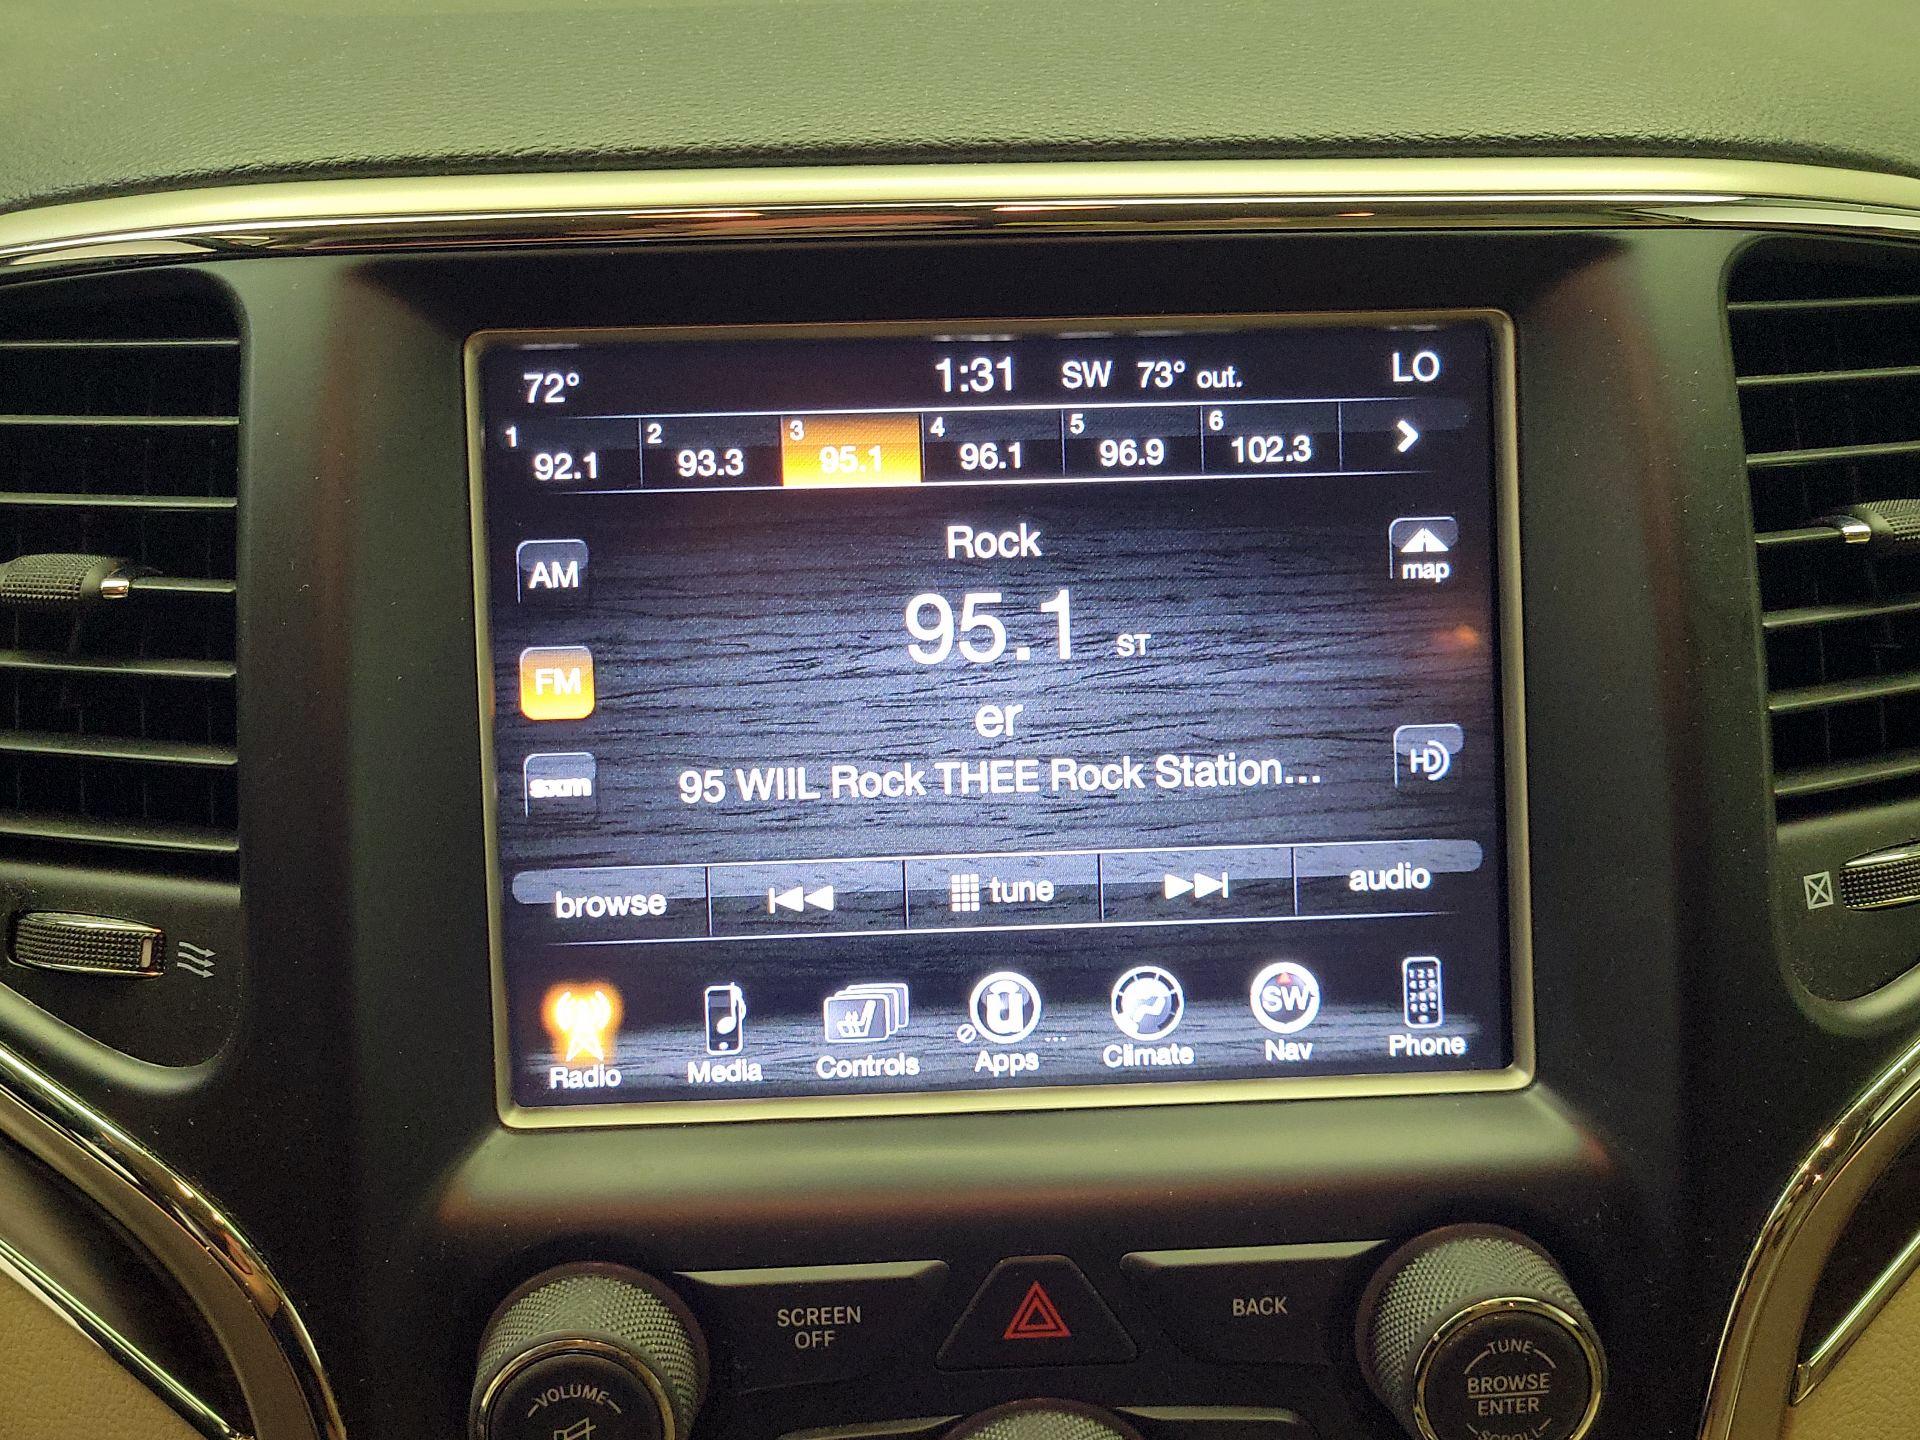 72° 1:31 SW 73° out. LO
1 92.1 2 93.3 3 95.1 4 96.1 5 96.9 6 102.3
Rock
AM
map
95.1 ST
FM
er
sxm
95 WIIL Rock THEE Rock Station...
HD
browse tune audio
SW
Radio Media Controls Apps ... Climate Nav Phone
SCREEN
OFF
BACK
VOLUME
TUNE
BROWSE
ENTER
SCROLL